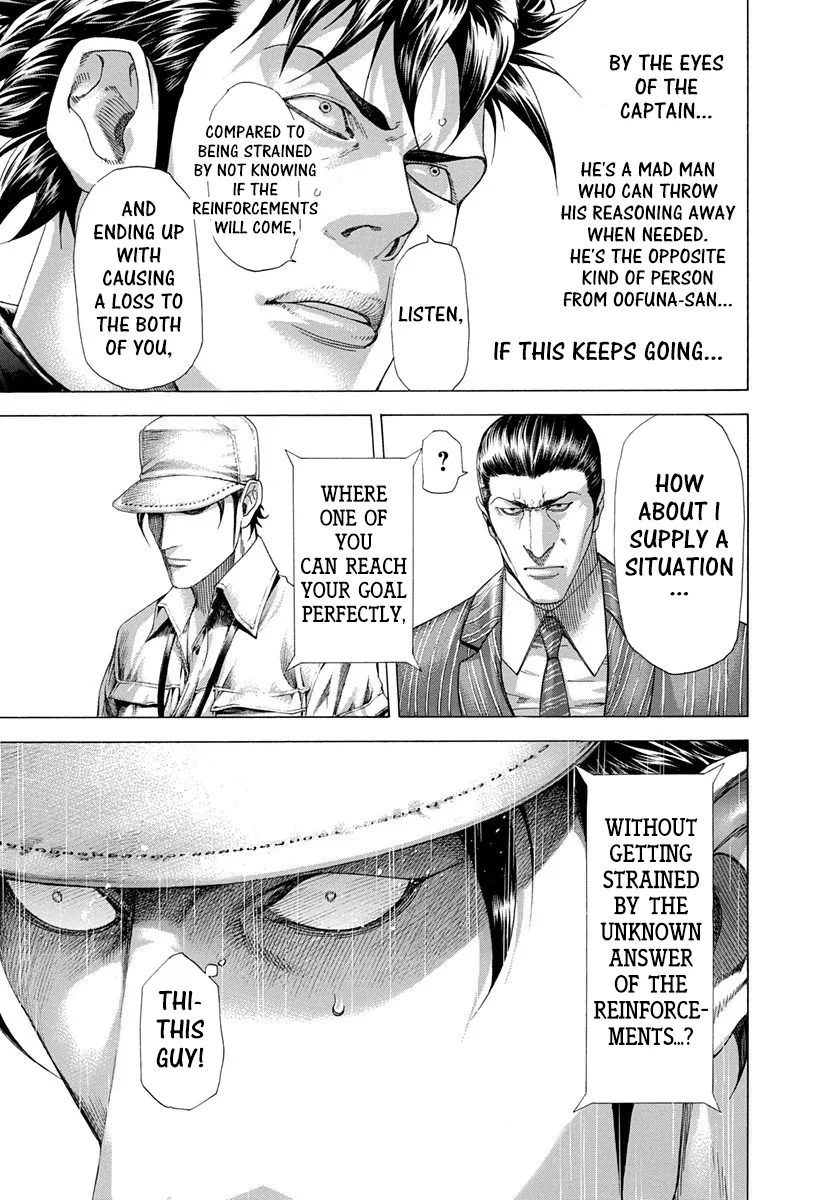 BY THE EYES
OF THE
CAPTAIN...
HE'S A MAD MAN
WHO CAN THROW
HIS REASONING AWAY
WHEN NEEDED.
HE'S THE OPPOSITE
KIND OF PERSON
FROM OOFUNA-SAN...
IF THIS KEEPS GOING...
LISTEN,
COMPARED TO
BEING STRAINED
BY NOT KNOWING
IF THE
REINFORCEMENTS
WILL COME,
AND
ENDING UP
WITH
CAUSING
A LOSS TO
THE BOTH
OF YOU,
HOW
ABOUT I
SUPPLY A
SITUATION
...
?
WHERE
ONE OF
YOU
CAN REACH
YOUR GOAL
PERFECTLY,
WITHOUT
GETTING
STRAINED
BY THE
UNKNOWN
ANSWER
OF THE
REINFORCE-
MENTS...?
THI-
THIS
GUY!